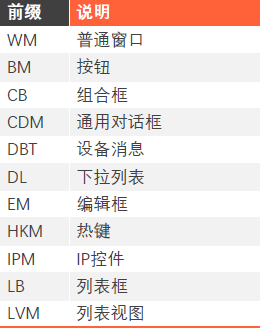 前缀 说明
WM 普通窗口
BM 按钮
CB 组合框
CDM 通用对话框
DBT 设备消息
DL 下拉列表
EM 编辑框
HKM 热键
IPM IP控件
LB 列表框
LVM 列表视图